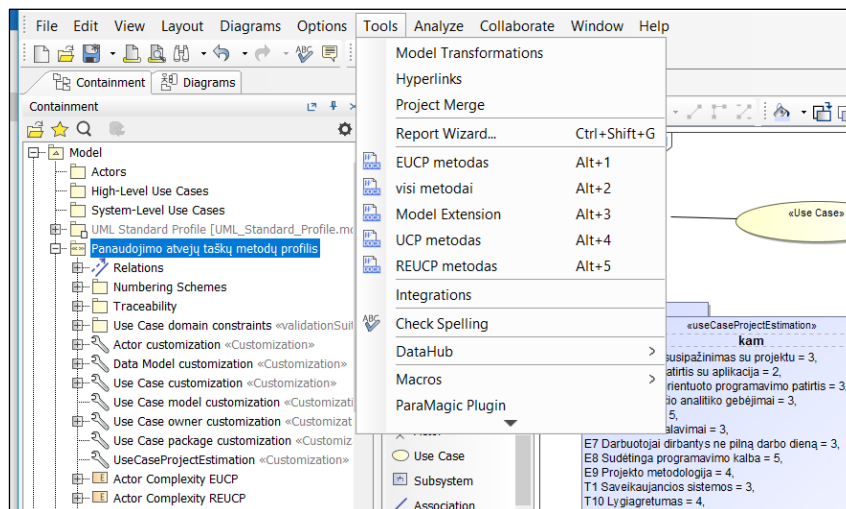 File Edit View Layout Diagrams Options Tools Analyze Collaborate Window Help
Containment Diagrams
Containment
Model
Actors
High-Level Use Cases
System-Level Use Cases
UML Standard Profile [UML_Standard_Profile.md
Panaudojimo atvejų taškų metodų profilis
Relations
Numbering Schemes
Traceability
Use Case domain constraints «validationSuit
Actor customization «Customization»
Data Model customization «Customization»
Use Case customization «Customization»
Use Case model customization «Customizati
Use Case owner customization «Customizat
Use Case package customization «Customiz
UseCaseProjectEstimation «Customization»
Actor Complexity EUCP
Actor Complexity REUCP
Model Transformations
Hyperlinks
Project Merge
Report Wizard... Ctrl+Shift+G
EUCP metodas Alt+1
visi metodai Alt+2
Model Extension Alt+3
UCP metodas Alt+4
REUCP metodas Alt+5
Integrations
ABC Check Spelling
DataHub
Macros
ParaMagic Plugin
Use Case
Subsystem
Association
«Use Case»
«useCaseProjectEstimation»
kam
susipažinimas su projektu = 3,
patirtis su aplikacija = 2,
orientuoto programavimo patirtis = 3,
analitiko gebėjimai = 3,
5,
alavimai = 3,
E7 Darbuotojai dirbantys ne pilną darbo dieną = 3,
E8 Sudėtinga programavimo kalba = 5,
E9 Projekto metodologija = 4,
T1 Saveikaujancios sistemos = 3,
T10 Lygiagretumas = 4,